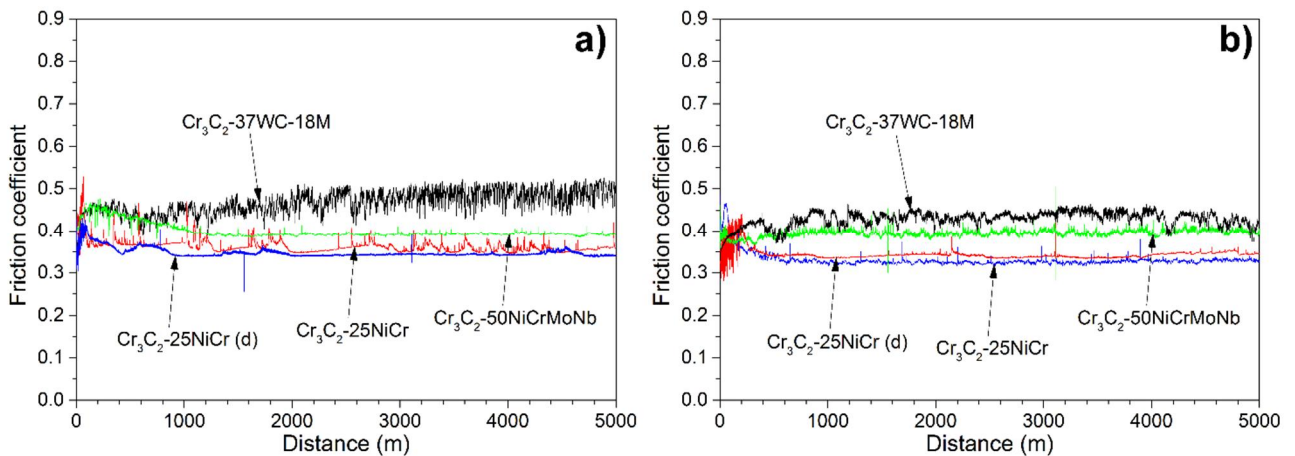 a)
Friction coefficient
0.9
0.8
0.7
0.6
0.5
0.4
0.3
0.2
0.1
0.0
Cr₃C₂-37WC-18M
Cr₃C₂-25NiCr (d)
Cr₃C₂-25NiCr
Cr₃C₂-50NiCrMoNb
0 1000 2000 3000 4000 5000
Distance (m)
b)
Friction coefficient
0.9
0.8
0.7
0.6
0.5
0.4
0.3
0.2
0.1
0.0
Cr₃C₂-37WC-18M
Cr₃C₂-25NiCr (d)
Cr₃C₂-25NiCr
Cr₃C₂-50NiCrMoNb
0 1000 2000 3000 4000 5000
Distance (m)